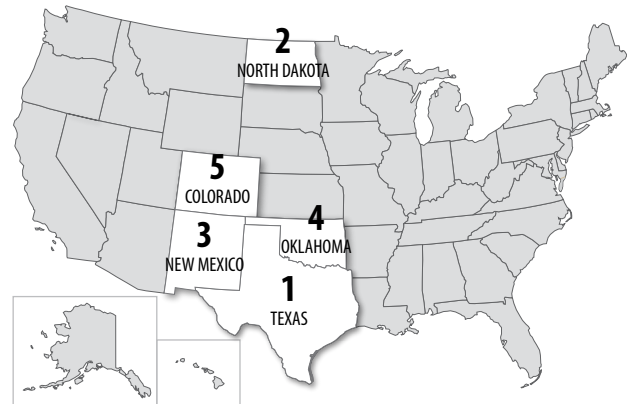 2
NORTH DAKOTA
5
COLORADO
4
OKLAHOMA
3
NEW MEXICO
1
TEXAS